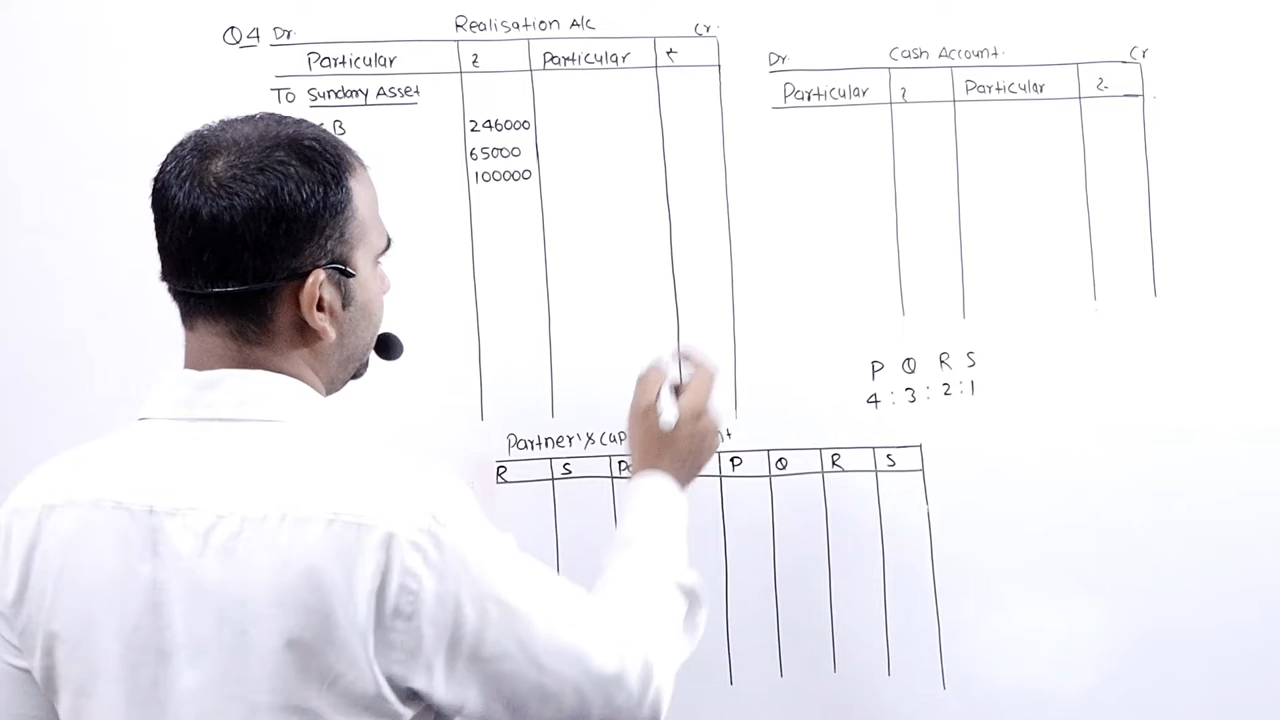 Q4 Dr. Realisation A/c Cr.
Particular ₹ Particular ₹
To Sundary Asset
B 246000
65000
100000
Dr. Cash Account. Cr
Particular ₹ Particular ₹
P Q R S
4 : 3 : 2 : 1
Partner's
R S P Q R S